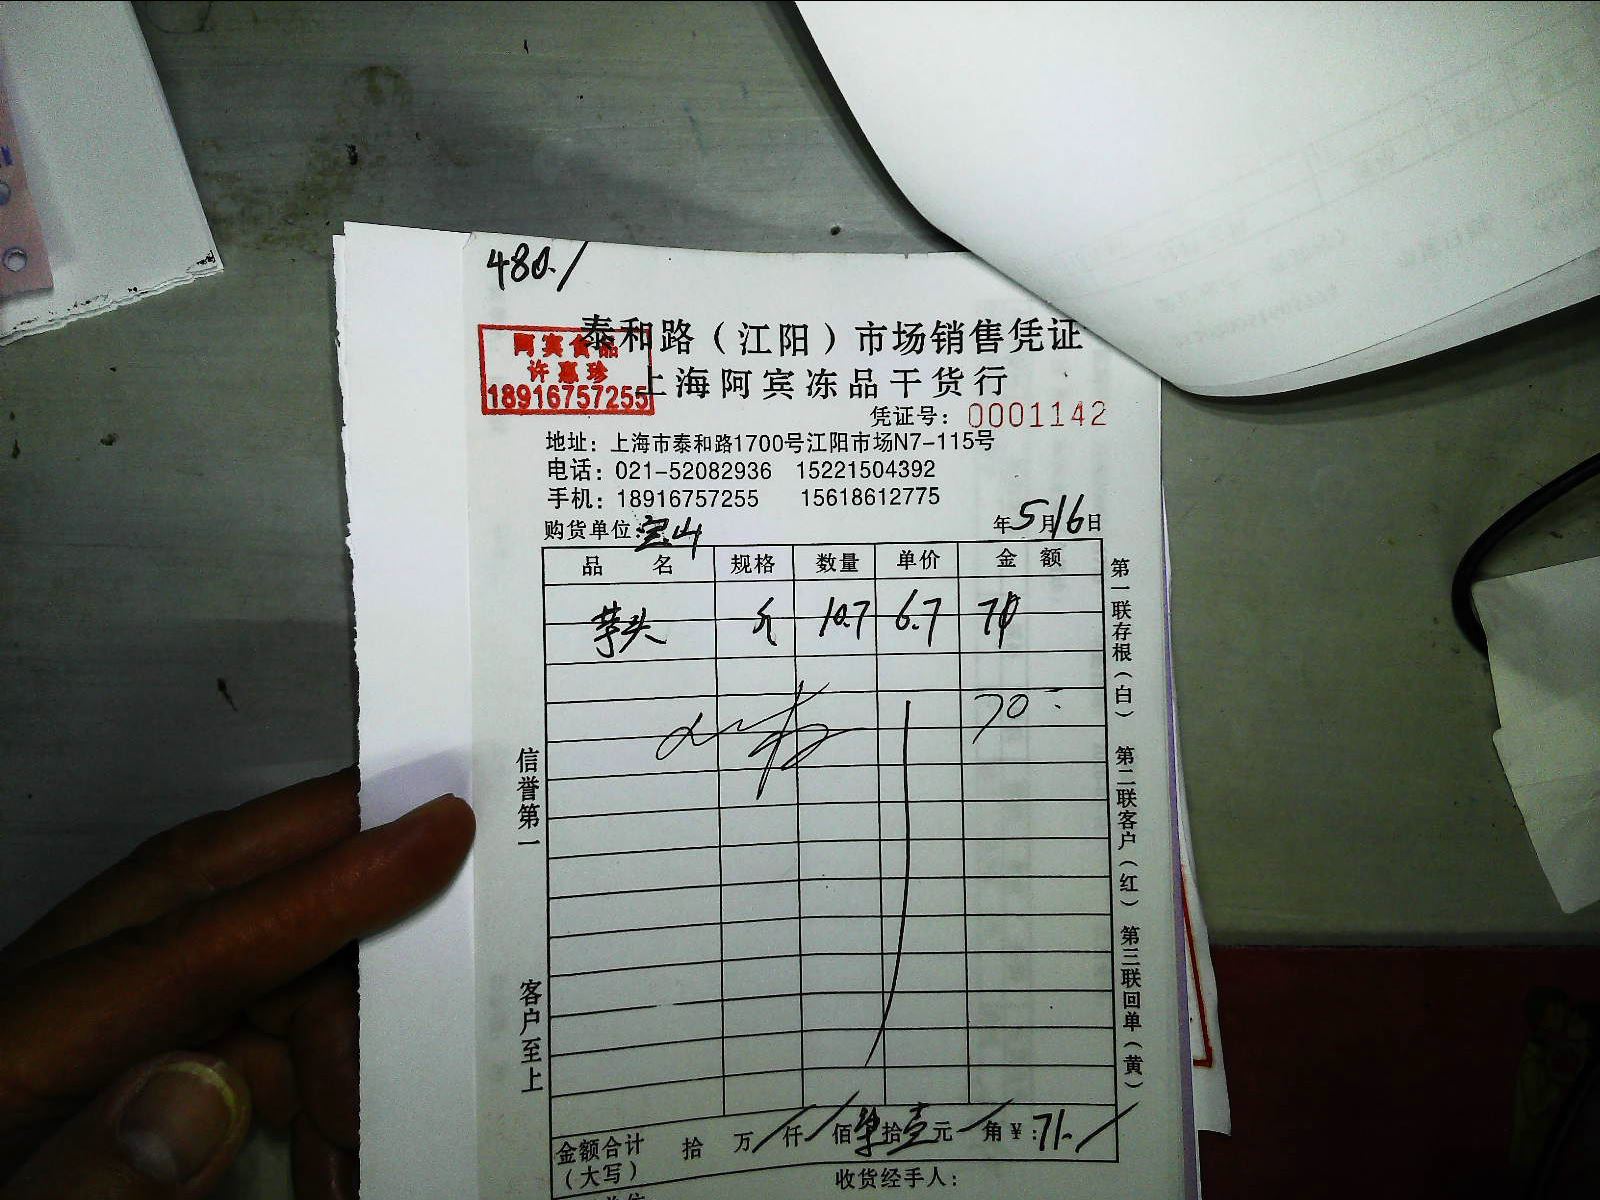 480./
泰和路（江阳）市场销售凭证
阿宾食品
许惠珍
18916757255
上海阿宾冻品干货行
凭证号：0001142
地址：上海市泰和路1700号江阳市场N7-115号
电话：021-52082936 15221504392
手机：18916757255 15618612775
购货单位：宝山 年5月16日
品名 规格 数量 单价 金额
芋头 斤 10.7 6.7 71
70-
金额合计（大写） 拾 万 仟 佰 拾壹元 角 ¥：71./
收货经手人：
信誉第一
客户至上
第一联存根（白） 第二联客户（红） 第三联回单（黄）